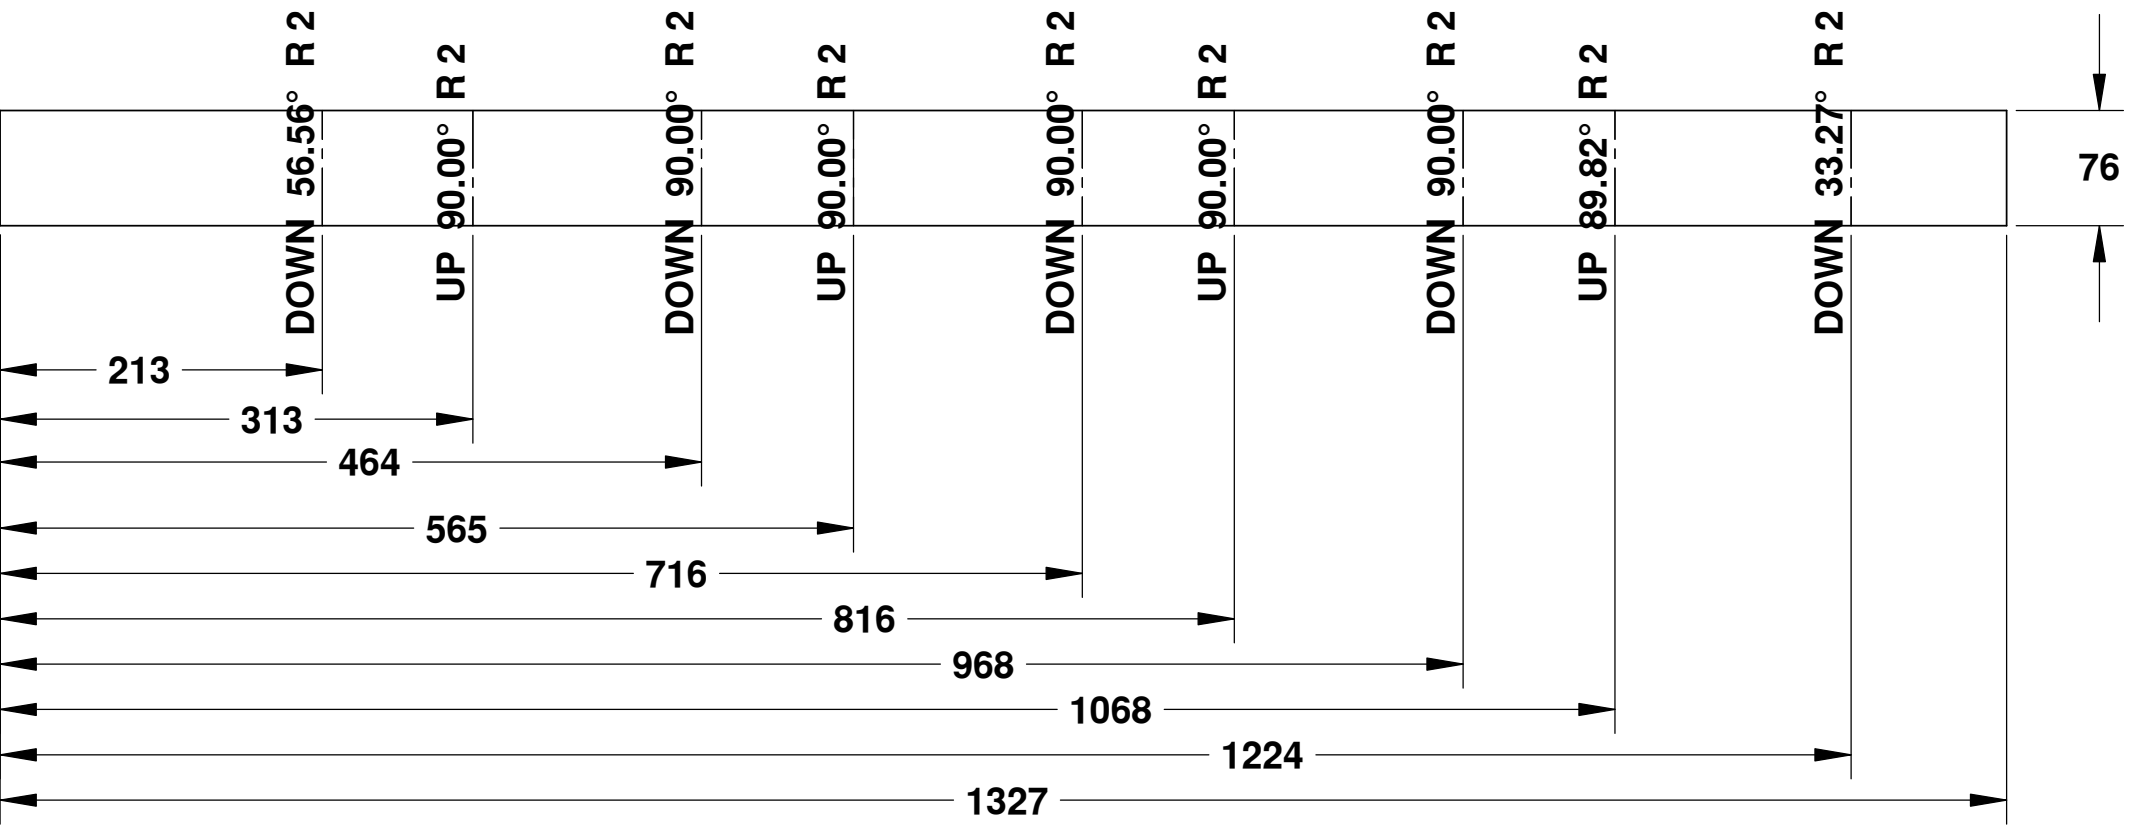 DOWN 56.56° R 2
UP 90.00° R 2
DOWN 90.00° R 2
UP 90.00° R 2
DOWN 90.00° R 2
UP 90.00° R 2
DOWN 90.00° R 2
UP 89.82° R 2
DOWN 33.27° R 2
76
213
313
464
565
716
816
968
1068
1224
1327